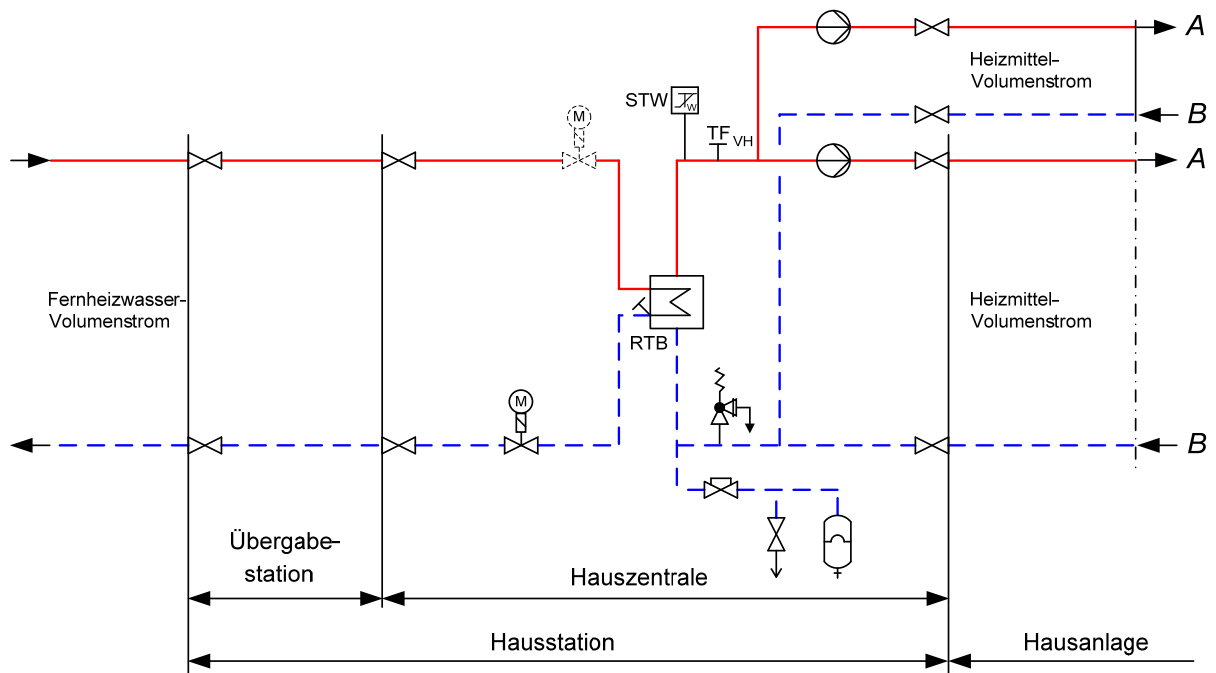 A
Heizmittel-
Volumenstrom
STW
W
M
B
TF VH
A
Fernheizwasser-
Volumenstrom
Heizmittel-
Volumenstrom
RTB
M
B
Übergabe-
station
Hauszentrale
Hausstation
Hausanlage